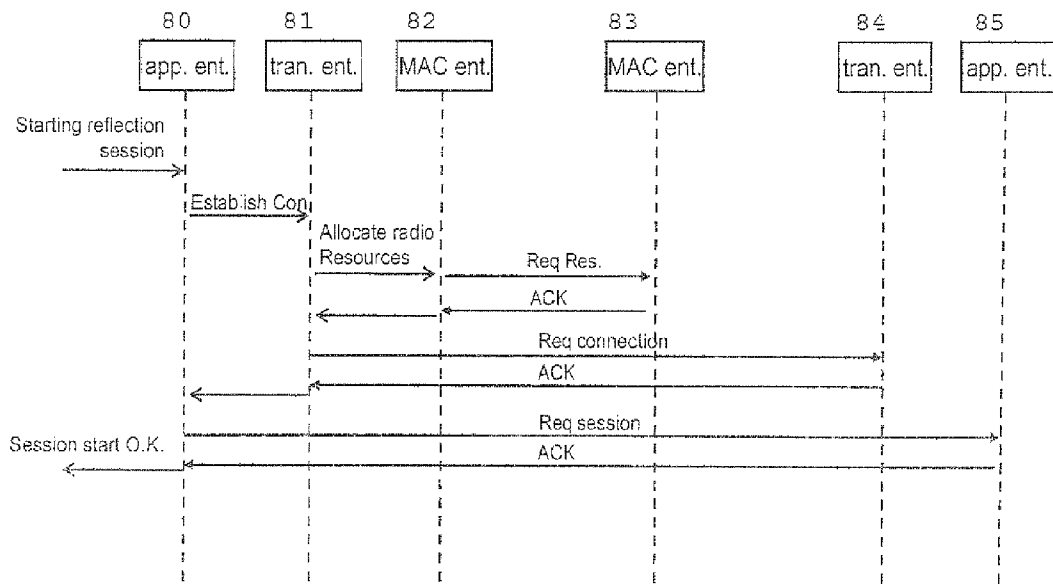 80 81 82 83 84 85
app. ent. tran. ent. MAC ent. MAC ent. tran. ent. app. ent.
Starting reflection
session
Establish Con
Allocate radio
Resources
Req Res.
ACK
Req connection
ACK
Req session
Session start O.K.
ACK